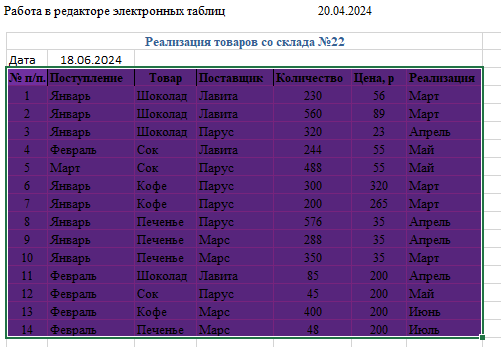 Работа в редакторе электронных таблиц 20.04.2024
Реализация товаров со склада №22
Дата 18.06.2024
№ п/п. Поступление Товар Поставщик Количество Цена, р Реализация
1 Январь Шоколад Лавита 230 56 Март
2 Январь Шоколад Лавита 560 89 Март
3 Январь Шоколад Парус 320 23 Апрель
4 Февраль Сок Лавита 244 55 Май
5 Март Сок Парус 488 55 Май
6 Январь Кофе Парус 300 320 Март
7 Январь Кофе Парус 200 265 Март
8 Январь Печенье Парус 576 35 Апрель
9 Январь Печенье Марс 288 35 Апрель
10 Январь Печенье Марс 350 35 Март
11 Февраль Шоколад Лавита 85 200 Апрель
12 Февраль Сок Парус 45 200 Май
13 Февраль Кофе Марс 400 200 Июнь
14 Февраль Печенье Марс 48 200 Июль